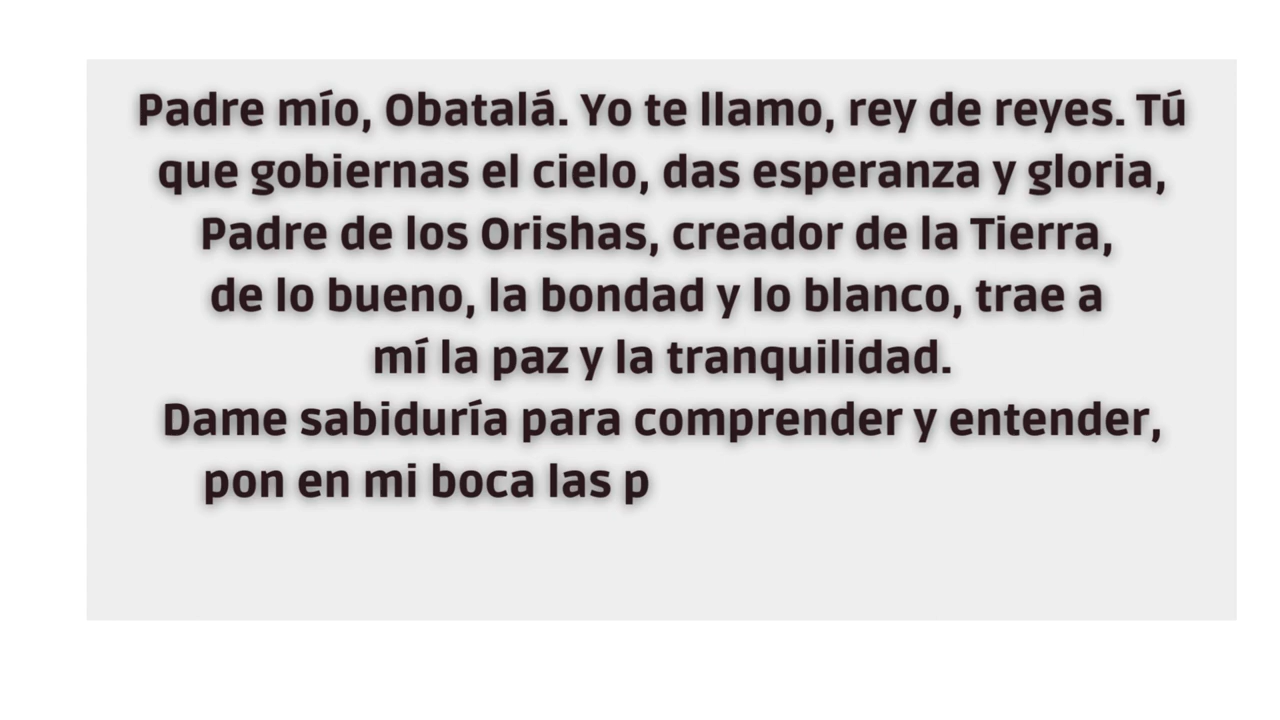 Padre mío, Obatalá. Yo te llamo, rey de reyes. Tú
que gobiernas el cielo, das esperanza y gloria,
Padre de los Orishas, creador de la Tierra,
de lo bueno, la bondad y lo blanco, trae a
mí la paz y la tranquilidad.
Dame sabiduría para comprender y entender,
pon en mi boca las p